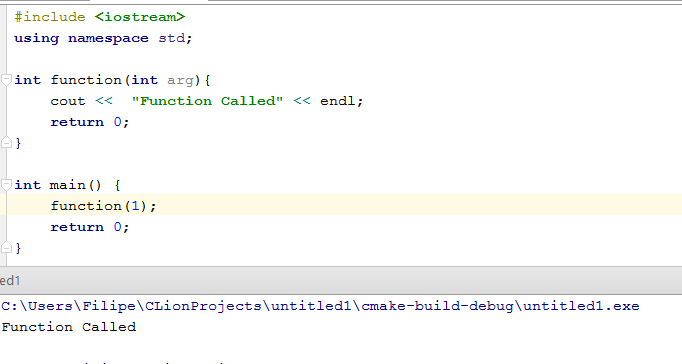 #include <iostream>
using namespace std;
int function(int arg){
cout << "Function Called" << endl;
return 0;
}
int main() {
function(1);
return 0;
}
ed1
C:\Users\Filipe\CLionProjects\untitled1\cmake-build-debug\untitled1.exe
Function Called